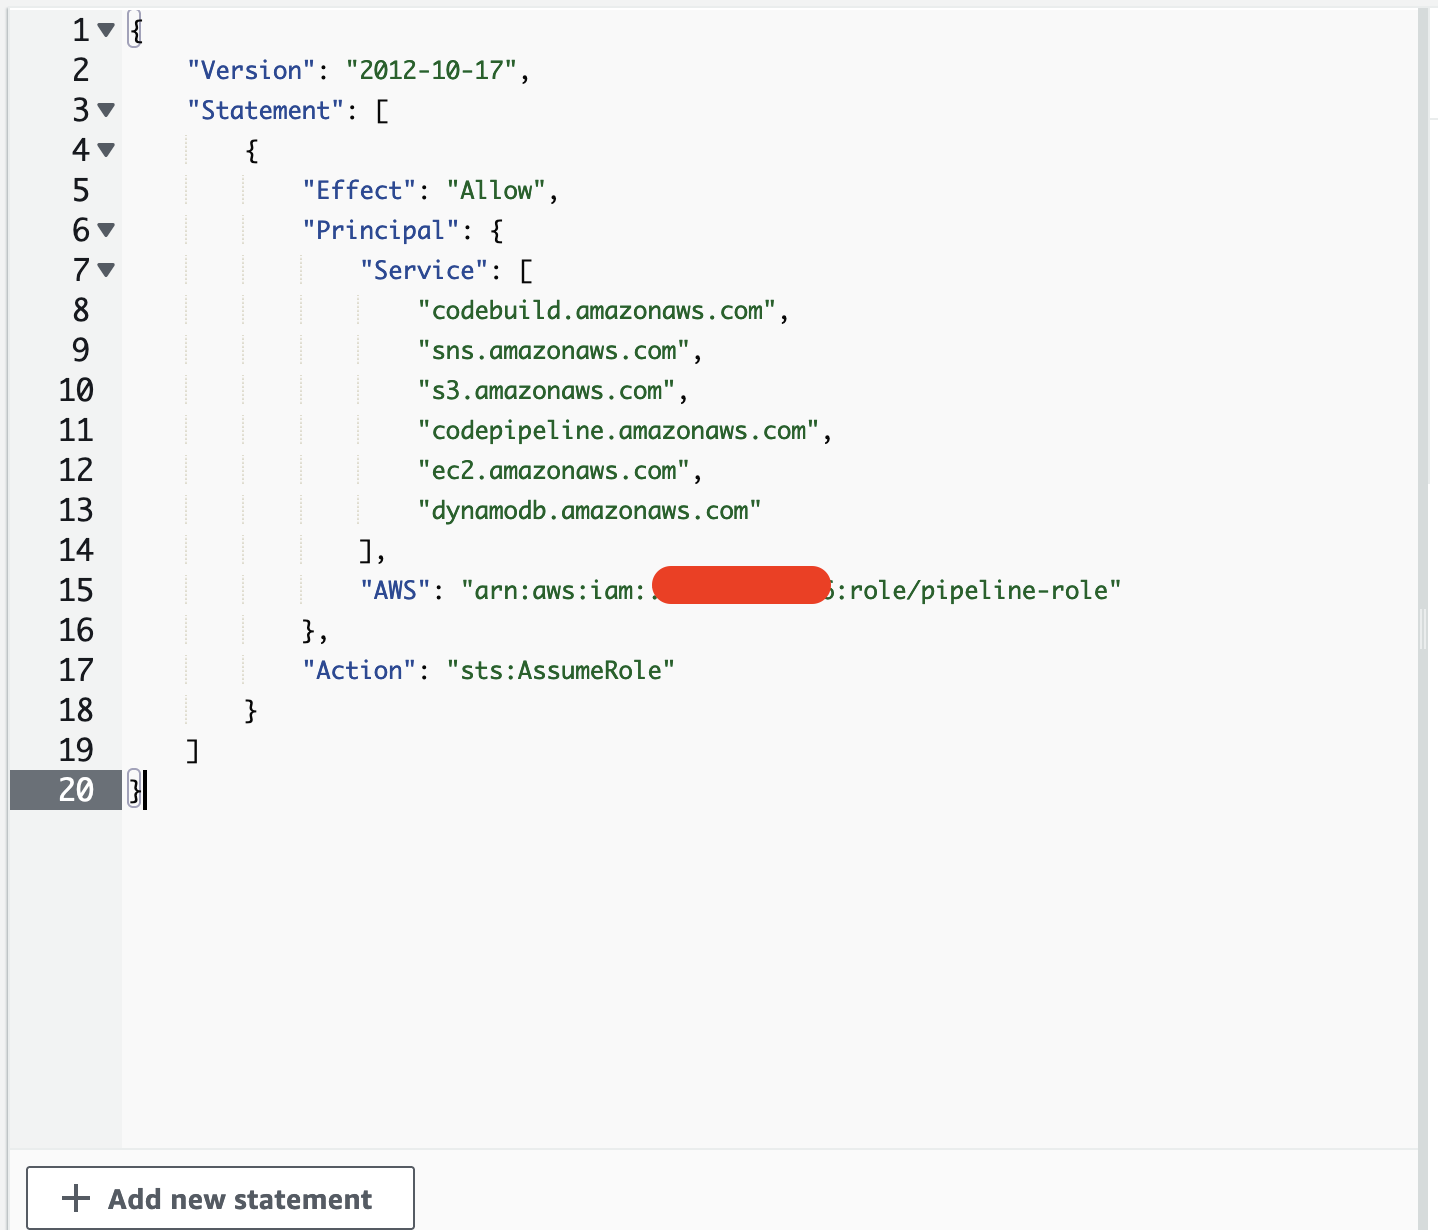 1 {
2 "Version": "2012-10-17",
3 "Statement": [
4 {
5 "Effect": "Allow",
6 "Principal": {
7 "Service": [
8 "codebuild.amazonaws.com",
9 "sns.amazonaws.com",
10 "s3.amazonaws.com",
11 "codepipeline.amazonaws.com",
12 "ec2.amazonaws.com",
13 "dynamodb.amazonaws.com"
14 ],
15 "AWS": "arn:aws:iam: :role/pipeline-role"
16 },
17 "Action": "sts:AssumeRole"
18 }
19 ]
20 }
+ Add new statement